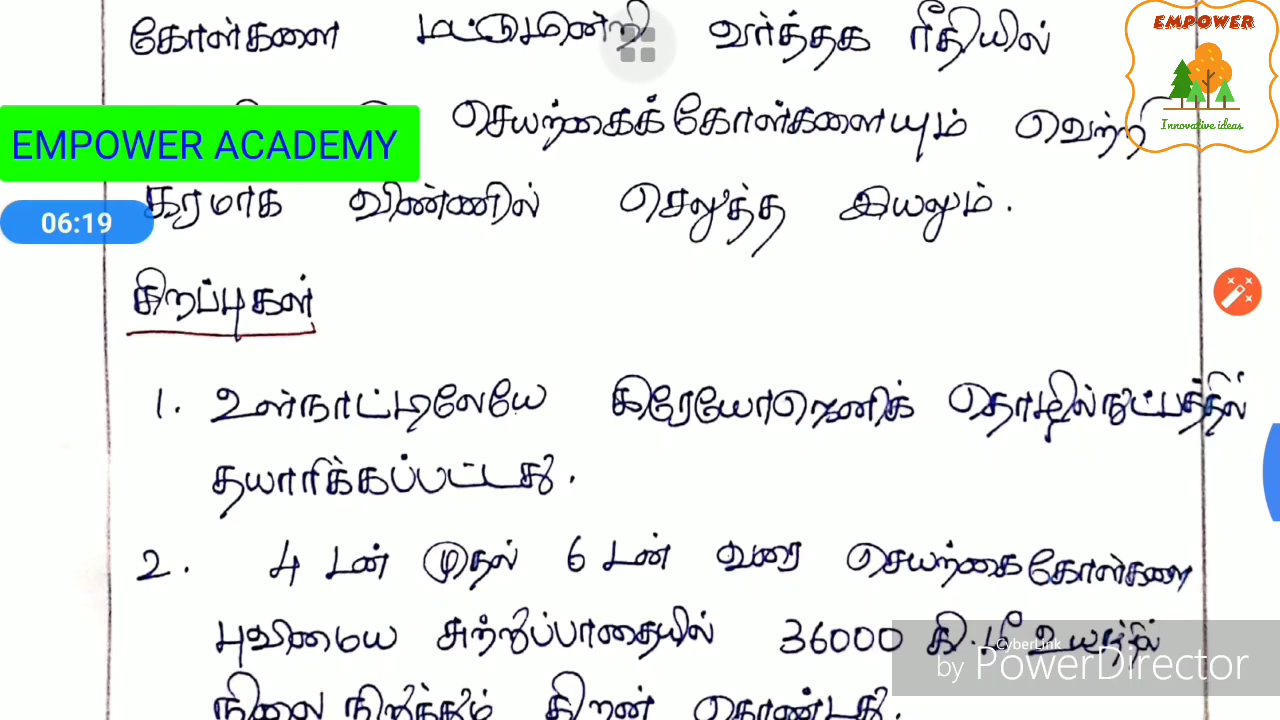 கோள்களை மட்டுமன்றி வர்த்தக ரீதியில்
EMPOWER
Innovative ideas
EMPOWER ACADEMY
செயற்கைக்கோள்களையும் வெற்றி
கரமாக விண்ணில் செலுத்த இயலும்.
06:19
சிறப்புகள்
1. உள்நாட்டிலேயே கிரேயோஜெனிக் தொழில்நுட்பத்தில்
தயாரிக்கப்பட்டது.
2. 4 டன் முதல் 6 டன் வரை செயற்கைகோள்களை
புவிமைய சுற்றுப்பாதையில் 36000 கி.மீ உயரத்தில்
நிலை நிறுத்தும் திறன் கொண்டது.
CyberLink
by PowerDirector